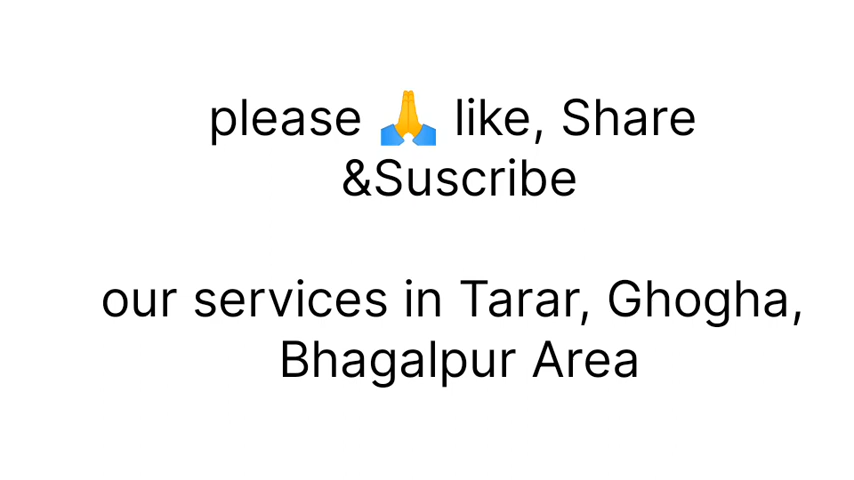 please 🙏 like, Share
&Suscribe
our services in Tarar, Ghogha,
Bhagalpur Area